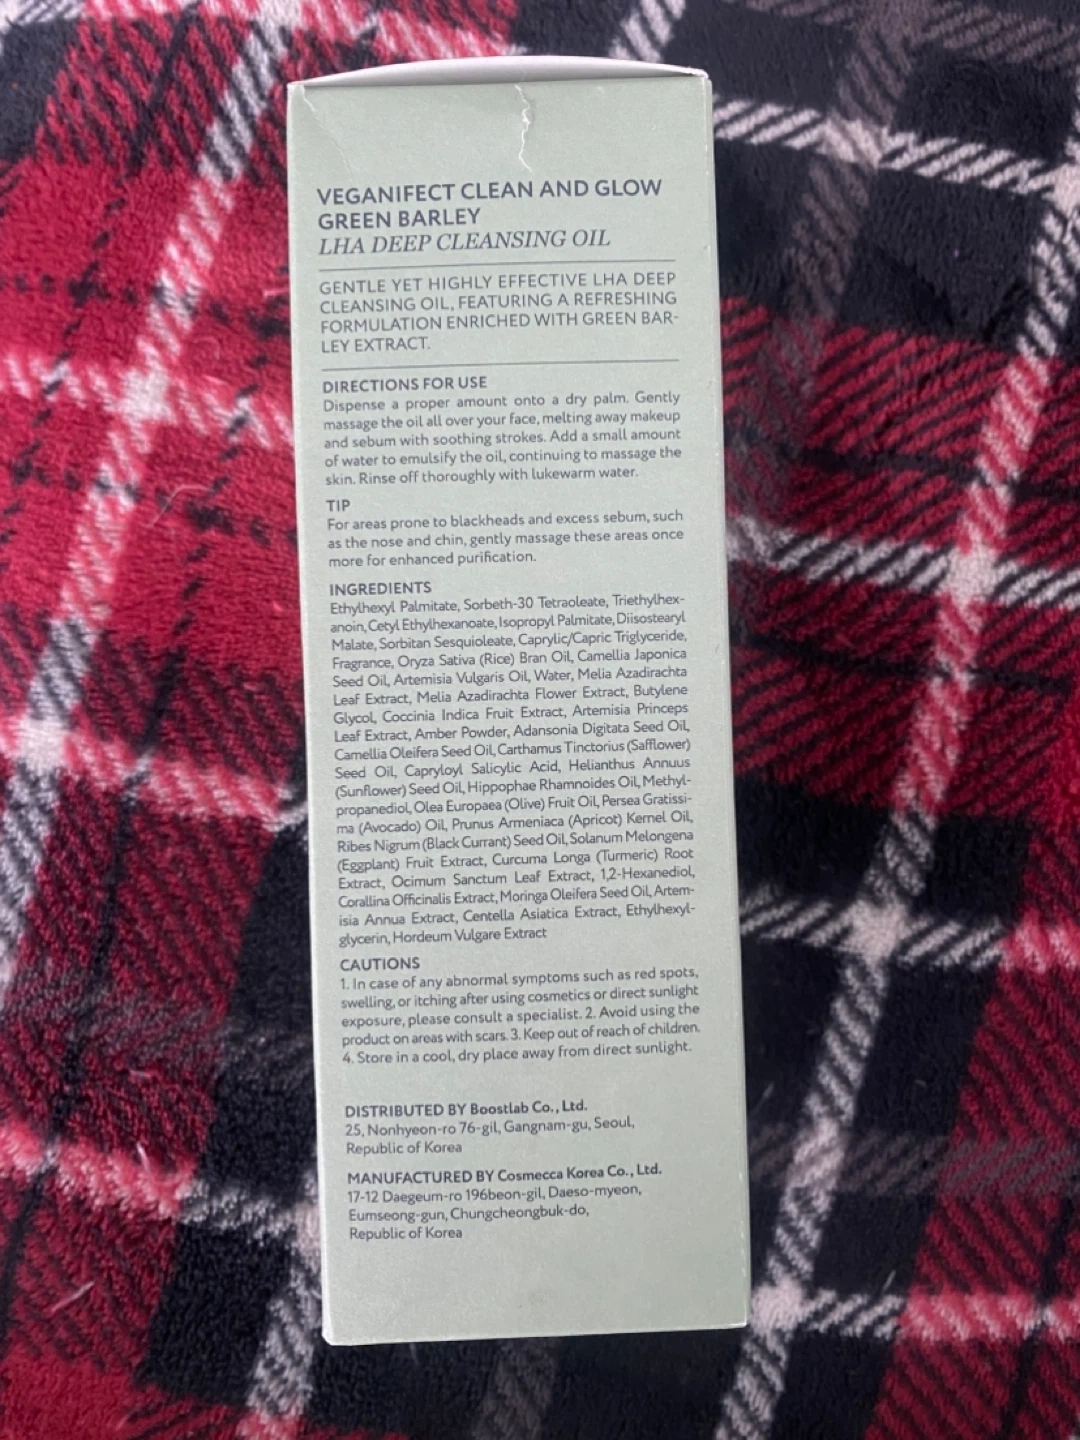 VEGANIFECT CLEAN AND GLOW
GREEN BARLEY
LHA DEEP CLEANSING OIL
GENTLE YET HIGHLY EFFECTIVE LHA DEEP
CLEANSING OIL, FEATURING A REFRESHING
FORMULATION ENRICHED WITH GREEN BAR-
LEY EXTRACT.
DIRECTIONS FOR USE
Dispense a proper amount onto a dry palm. Gently
massage the oil all over your face, melting away makeup
and sebum with soothing strokes. Add a small amount
of water to emulsify the oil, continuing to massage the
skin. Rinse off thoroughly with lukewarm water.
TIP
For areas prone to blackheads and excess sebum, such
as the nose and chin, gently massage these areas once
more for enhanced purification.
INGREDIENTS
Ethylhexyl Palmitate, Sorbeth-30 Tetraoleate, Triethylhex-
anoin, Cetyl Ethylhexanoate, Isopropyl Palmitate, Diisostearyl
Malate, Sorbitan Sesquioleate, Caprylic/Capric Triglyceride,
Fragrance, Oryza Sativa (Rice) Bran Oil, Camellia Japonica
Seed Oil, Artemisia Vulgaris Oil, Water, Melia Azadirachta
Leaf Extract, Melia Azadirachta Flower Extract, Butylene
Glycol, Coccinia Indica Fruit Extract, Artemisia Princeps
Leaf Extract, Amber Powder, Adansonia Digitata Seed Oil,
Camellia Oleifera Seed Oil, Carthamus Tinctorius (Safflower)
Seed Oil, Capryloyl Salicylic Acid, Helianthus Annuus
(Sunflower) Seed Oil, Hippophae Rhamnoides Oil, Methyl-
propanediol, Olea Europaea (Olive) Fruit Oil, Persea Gratissi-
ma (Avocado) Oil, Prunus Armeniaca (Apricot) Kernel Oil,
Ribes Nigrum (Black Currant) Seed Oil, Solanum Melongena
(Eggplant) Fruit Extract, Curcuma Longa (Turmeric) Root
Extract, Ocimum Sanctum Leaf Extract, 1,2-Hexanediol,
Corallina Officinalis Extract, Moringa Oleifera Seed Oil, Artem-
isia Annua Extract, Centella Asiatica Extract, Ethylhexyl-
glycerin, Hordeum Vulgare Extract
CAUTIONS
1. In case of any abnormal symptoms such as red spots,
swelling, or itching after using cosmetics or direct sunlight
exposure, please consult a specialist. 2. Avoid using the
product on areas with scars. 3. Keep out of reach of children.
4. Store in a cool, dry place away from direct sunlight.
DISTRIBUTED BY Boostlab Co., Ltd.
25, Nonhyeon-ro 76-gil, Gangnam-gu, Seoul,
Republic of Korea
MANUFACTURED BY Cosmecca Korea Co., Ltd.
17-12 Daegeum-ro 196beon-gil, Daeso-myeon,
Eumseong-gun, Chungcheongbuk-do,
Republic of Korea